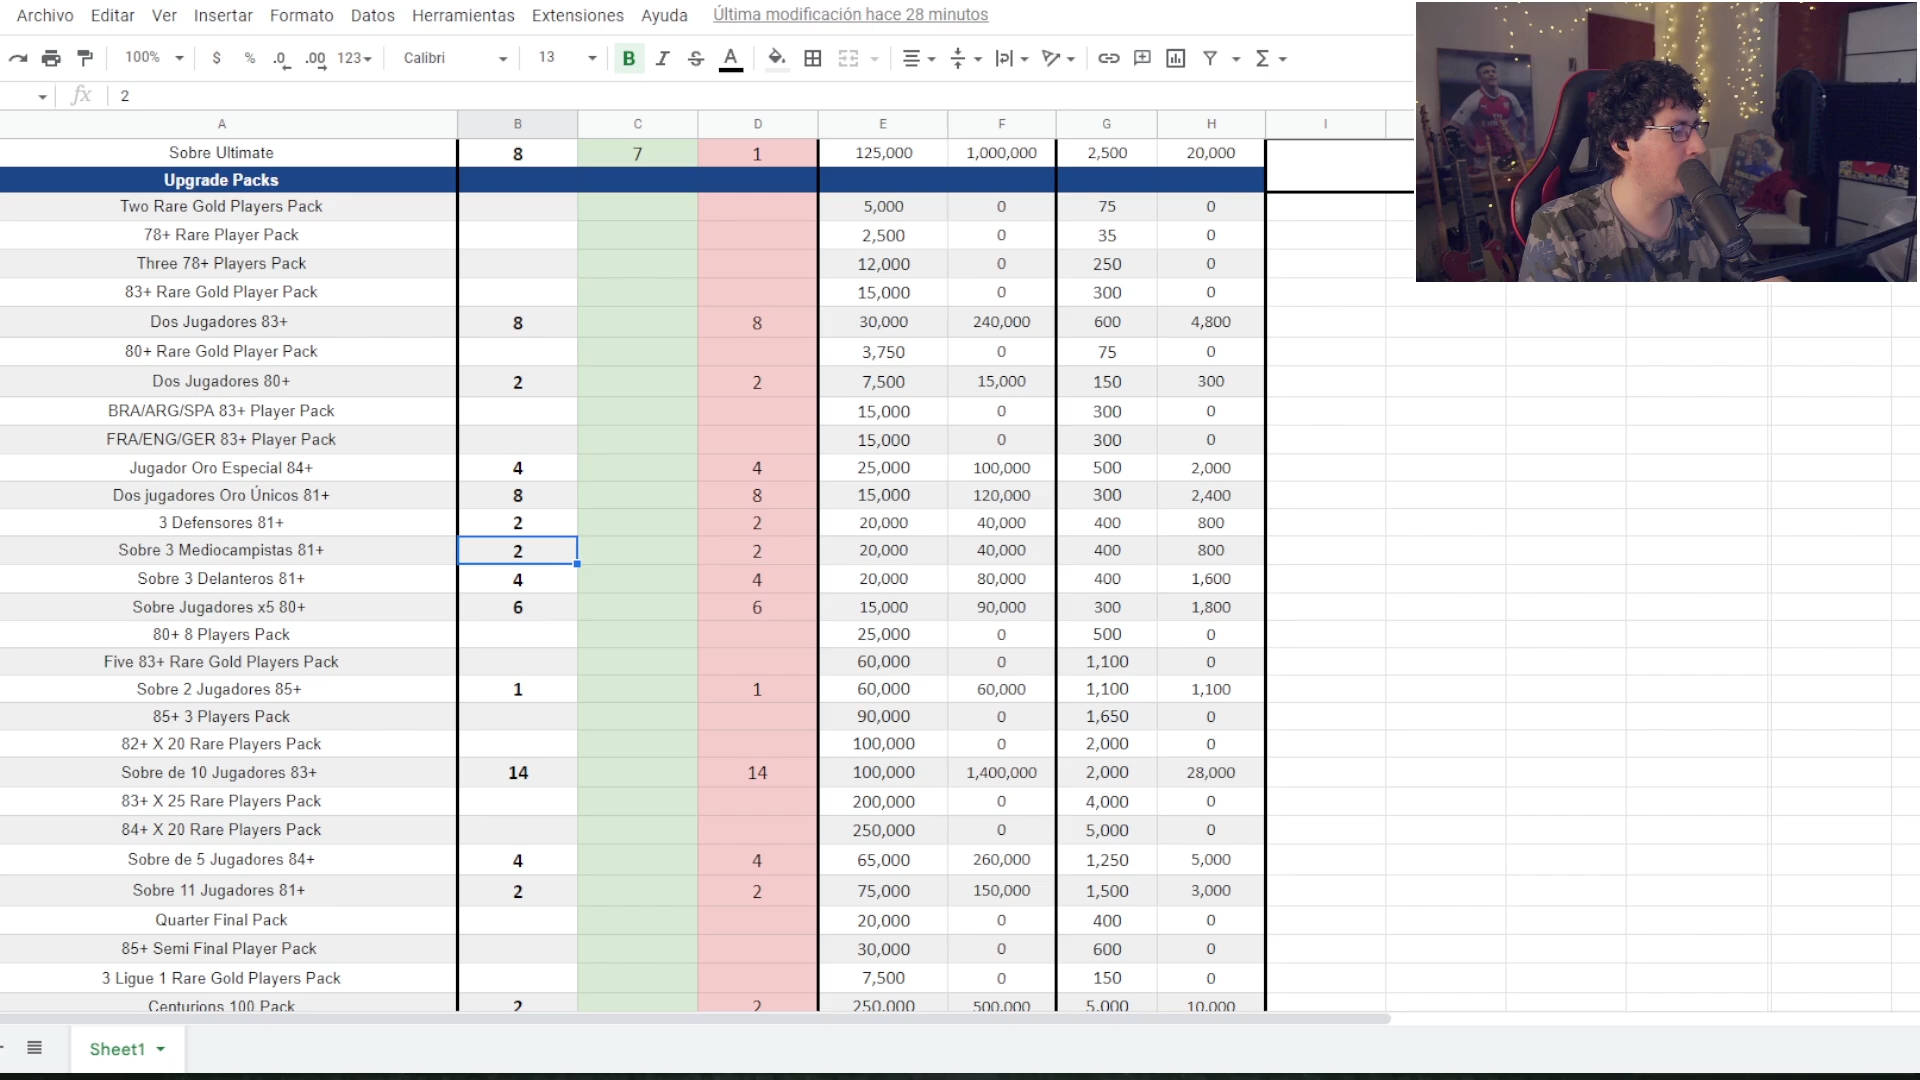 Archivo Editar Ver Insertar Formato Datos Herramientas Extensiones Ayuda Última modificación hace 28 minutos
100% $ % .0 .00 123 Calibri 13 B I S A Σ
fx 2
A B C D E F G H I
Sobre Ultimate 8 7 1 125,000 1,000,000 2,500 20,000
Upgrade Packs
Two Rare Gold Players Pack 5,000 0 75 0
78+ Rare Player Pack 2,500 0 35 0
Three 78+ Players Pack 12,000 0 250 0
83+ Rare Gold Player Pack 15,000 0 300 0
Dos Jugadores 83+ 8 8 30,000 240,000 600 4,800
80+ Rare Gold Player Pack 3,750 0 75 0
Dos Jugadores 80+ 2 2 7,500 15,000 150 300
BRA/ARG/SPA 83+ Player Pack 15,000 0 300 0
FRA/ENG/GER 83+ Player Pack 15,000 0 300 0
Jugador Oro Especial 84+ 4 4 25,000 100,000 500 2,000
Dos jugadores Oro Únicos 81+ 8 8 15,000 120,000 300 2,400
3 Defensores 81+ 2 2 20,000 40,000 400 800
Sobre 3 Mediocampistas 81+ 2 2 20,000 40,000 400 800
Sobre 3 Delanteros 81+ 4 4 20,000 80,000 400 1,600
Sobre Jugadores x5 80+ 6 6 15,000 90,000 300 1,800
80+ 8 Players Pack 25,000 0 500 0
Five 83+ Rare Gold Players Pack 60,000 0 1,100 0
Sobre 2 Jugadores 85+ 1 1 60,000 60,000 1,100 1,100
85+ 3 Players Pack 90,000 0 1,650 0
82+ X 20 Rare Players Pack 100,000 0 2,000 0
Sobre de 10 Jugadores 83+ 14 14 100,000 1,400,000 2,000 28,000
83+ X 25 Rare Players Pack 200,000 0 4,000 0
84+ X 20 Rare Players Pack 250,000 0 5,000 0
Sobre de 5 Jugadores 84+ 4 4 65,000 260,000 1,250 5,000
Sobre 11 Jugadores 81+ 2 2 75,000 150,000 1,500 3,000
Quarter Final Pack 20,000 0 400 0
85+ Semi Final Player Pack 30,000 0 600 0
3 Ligue 1 Rare Gold Players Pack 7,500 0 150 0
Centurions 100 Pack 2 2 250,000 500,000 5,000 10,000
Sheet1